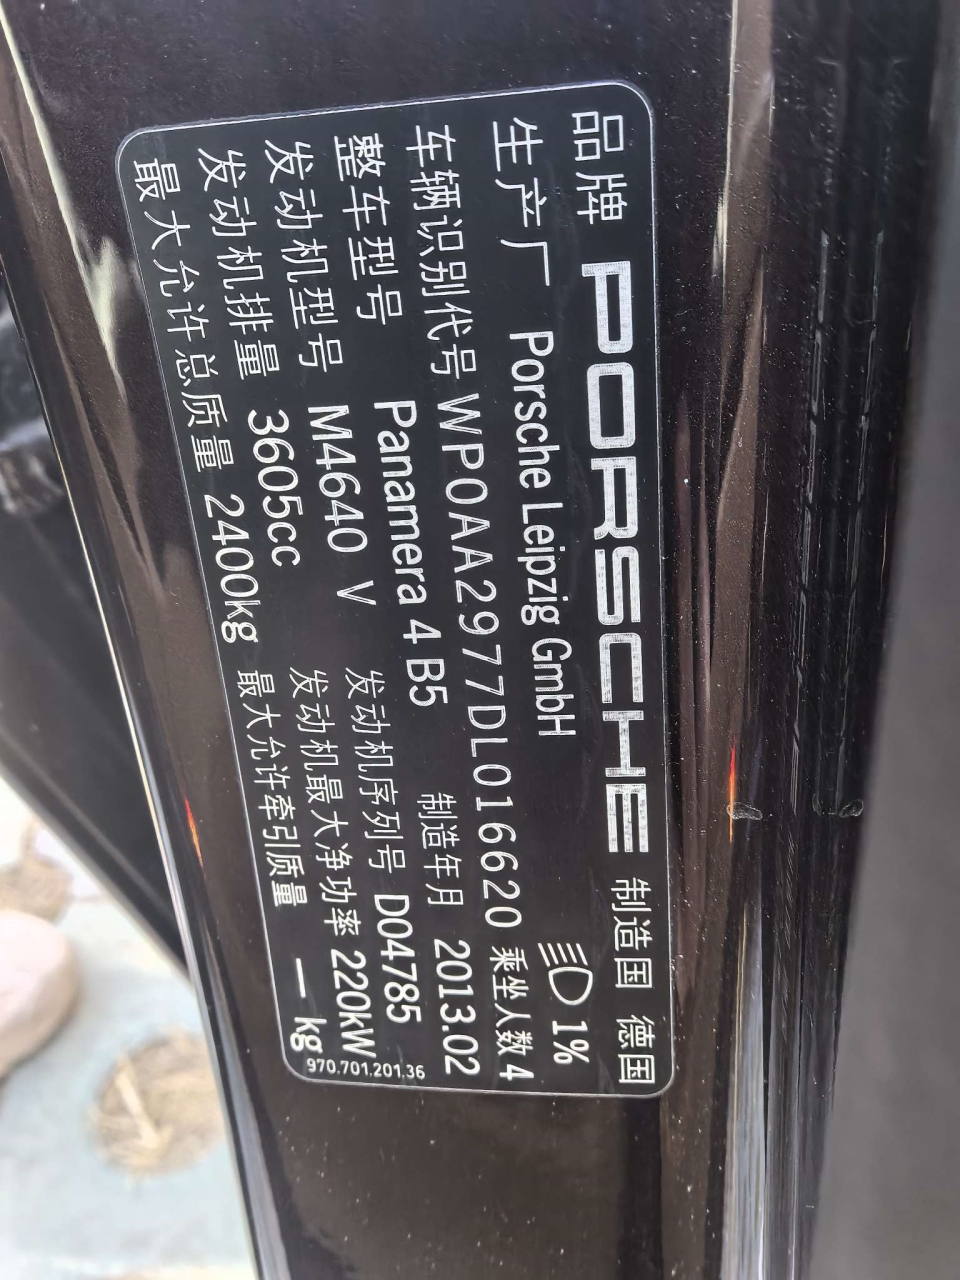 品牌 PORSCHE 制造国 德国
生产厂 Porsche Leipzig GmbH 1%
车辆识别代号 WP0AA2977DL016620 乘坐人数 4
整车型号 Panamera 4 B5 制造年月 2013.02
发动机型号 M4640 V 发动机序列号 D04785
发动机排量 3605cc 发动机最大净功率 220kW
最大允许总质量 2400kg 最大允许牵引质量 — kg
970.701.201.36